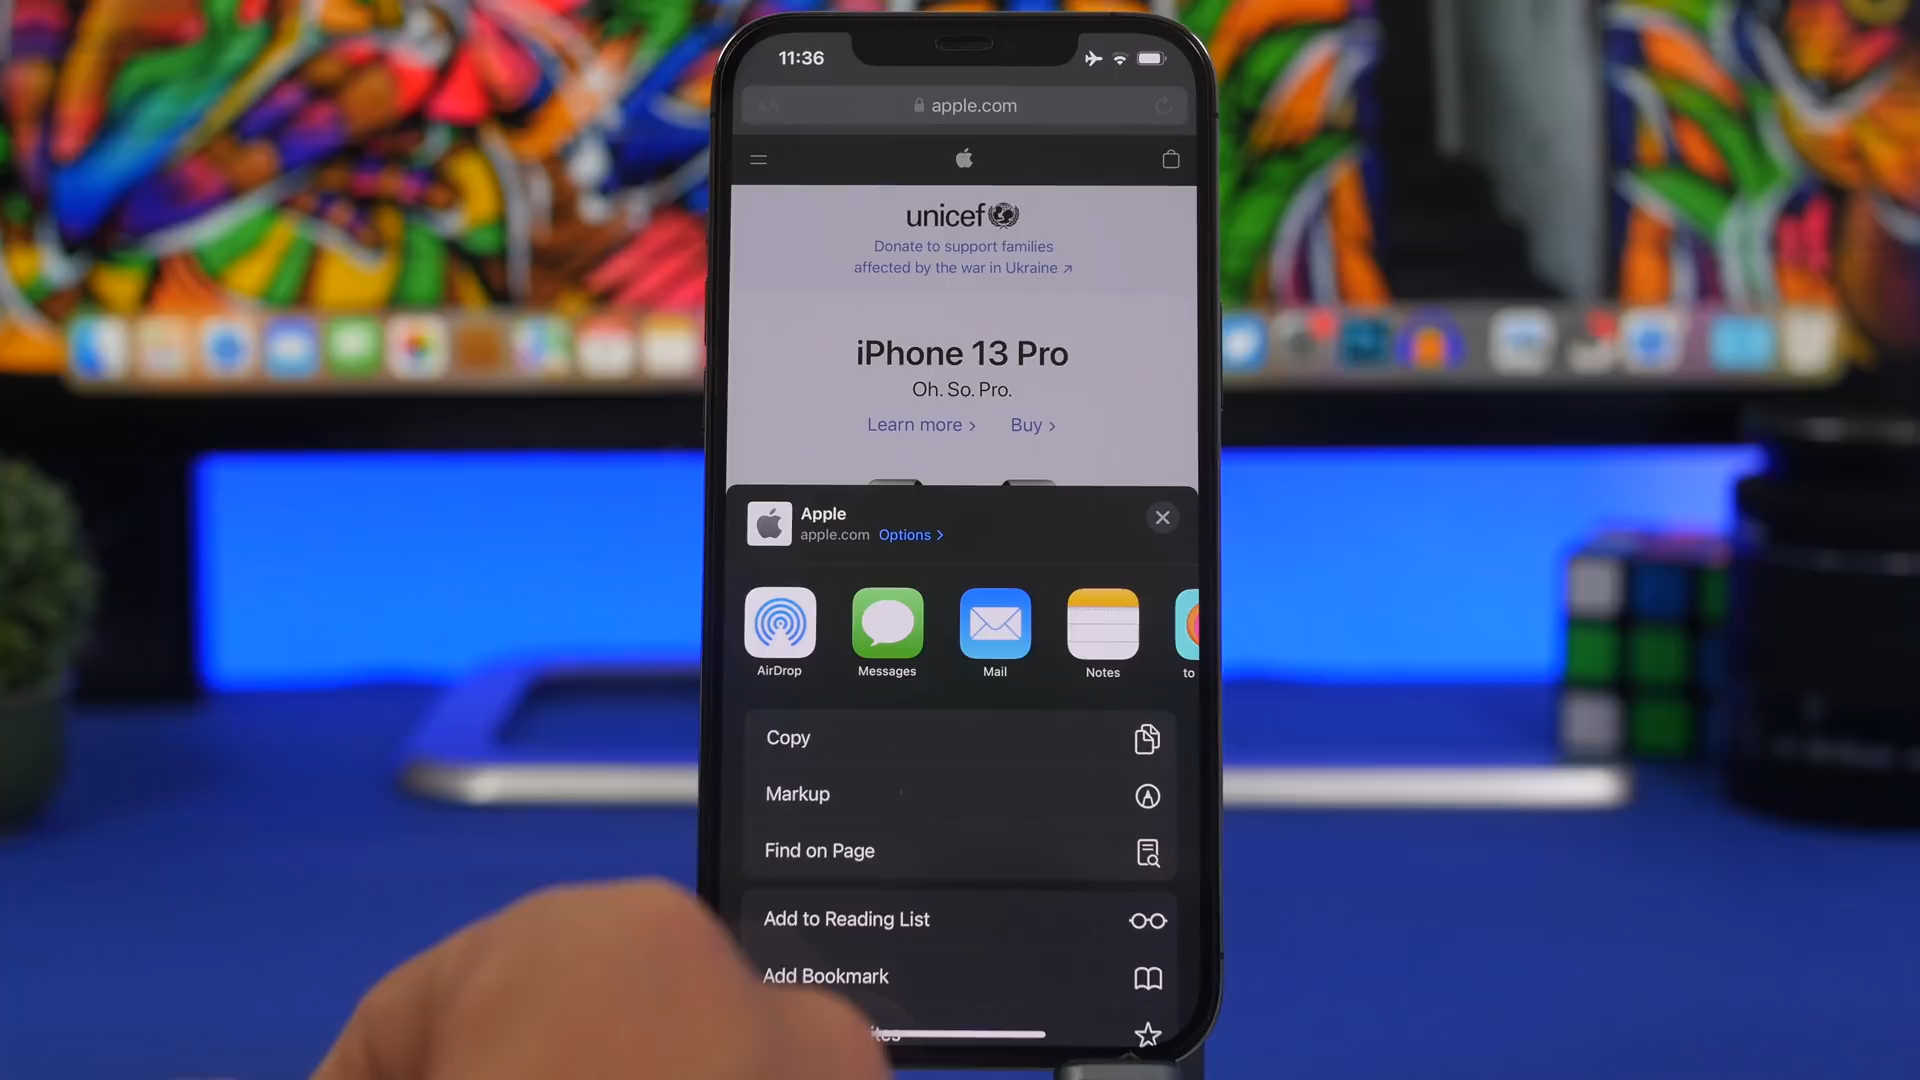 11:36
AA
apple.com
unicef
Donate to support families
affected by the war in Ukraine
iPhone 13 Pro
Oh. So. Pro.
Learn more > Buy >
Apple
apple.com Options >
AirDrop Messages Mail Notes to
Copy
Markup
Find on Page
Add to Reading List
Add Bookmark